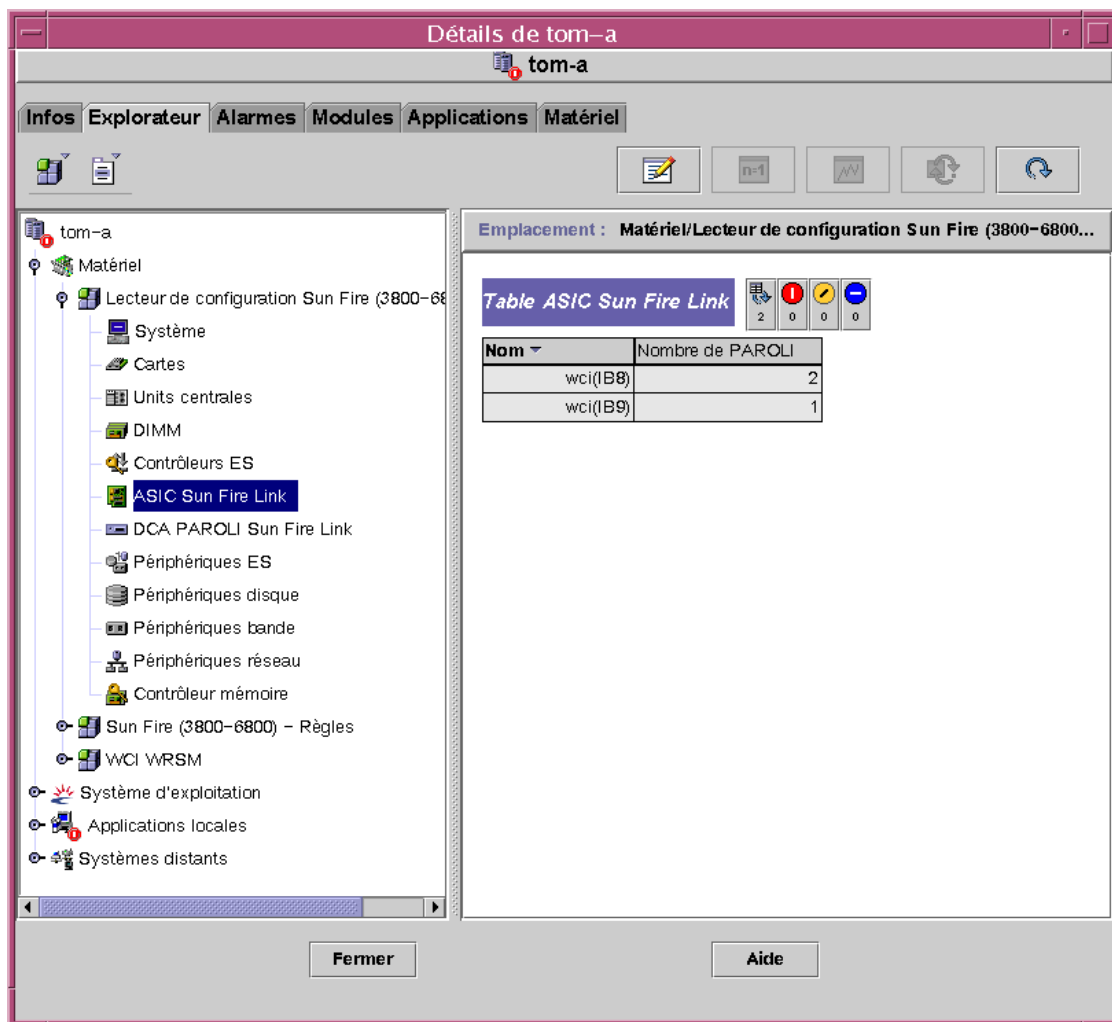 Détails de tom-a
tom-a
Infos Explorateur Alarmes Modules Applications Matériel
n=1
tom-a
Matériel
Lecteur de configuration Sun Fire (3800-68
Système
Cartes
Units centrales
DIMM
Contrôleurs ES
ASIC Sun Fire Link
DCA PAROLI Sun Fire Link
Périphériques ES
Périphériques disque
Périphériques bande
Périphériques réseau
Contrôleur mémoire
Sun Fire (3800-6800) - Règles
WCI WRSM
Système d'exploitation
Applications locales
Systèmes distants
Emplacement : Matériel/Lecteur de configuration Sun Fire (3800-6800...
Table ASIC Sun Fire Link
2 0 0 0
Nom Nombre de PAROLI
wci(IB8) 2
wci(IB9) 1
Fermer Aide